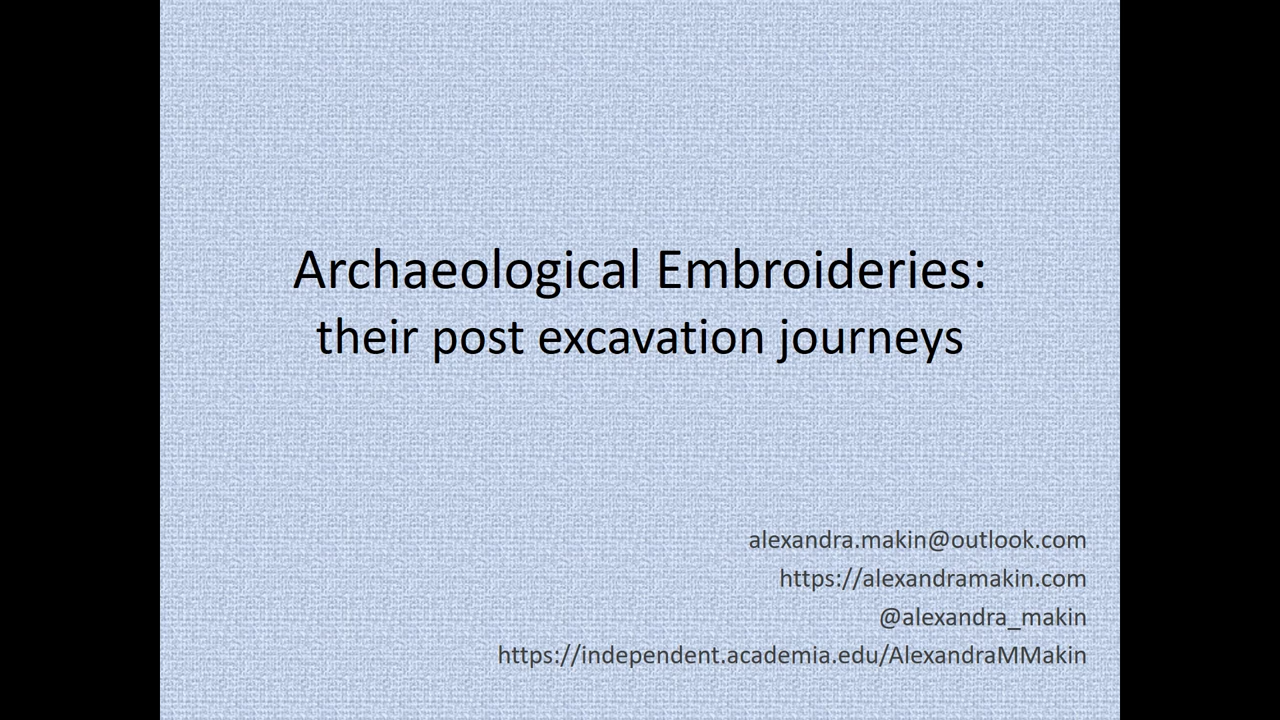 Archaeological Embroideries:
their post excavation journeys
alexandra.makin@outlook.com
https://alexandramakin.com
@alexandra_makin
https://independent.academia.edu/AlexandraMMakin